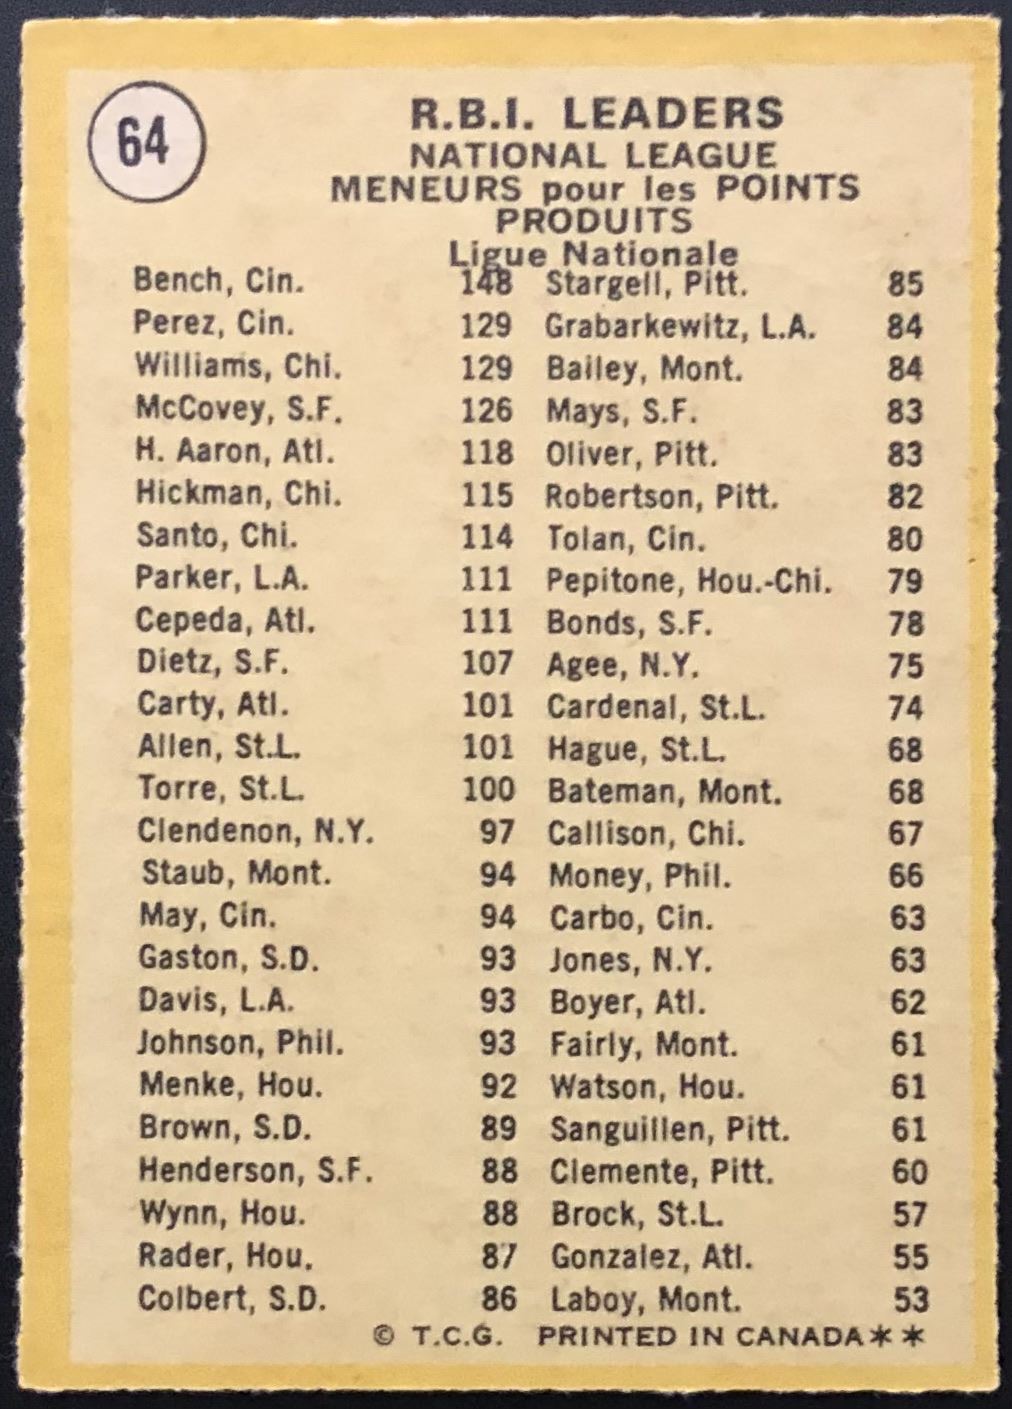 64
R.B.I. LEADERS
NATIONAL LEAGUE
MENEURS pour les POINTS
PRODUITS
Ligue Nationale
Bench, Cin. 148 Stargell, Pitt. 85
Perez, Cin. 129 Grabarkewitz, L.A. 84
Williams, Chi. 129 Bailey, Mont. 84
McCovey, S.F. 126 Mays, S.F. 83
H. Aaron, Atl. 118 Oliver, Pitt. 83
Hickman, Chi. 115 Robertson, Pitt. 82
Santo, Chi. 114 Tolan, Cin. 80
Parker, L.A. 111 Pepitone, Hou.-Chi. 79
Cepeda, Atl. 111 Bonds, S.F. 78
Dietz, S.F. 107 Agee, N.Y. 75
Carty, Atl. 101 Cardenal, St.L. 74
Allen, St.L. 101 Hague, St.L. 68
Torre, St.L. 100 Bateman, Mont. 68
Clendenon, N.Y. 97 Callison, Chi. 67
Staub, Mont. 94 Money, Phil. 66
May, Cin. 94 Carbo, Cin. 63
Gaston, S.D. 93 Jones, N.Y. 63
Davis, L.A. 93 Boyer, Atl. 62
Johnson, Phil. 93 Fairly, Mont. 61
Menke, Hou. 92 Watson, Hou. 61
Brown, S.D. 89 Sanguillen, Pitt. 61
Henderson, S.F. 88 Clemente, Pitt. 60
Wynn, Hou. 88 Brock, St.L. 57
Rader, Hou. 87 Gonzalez, Atl. 55
Colbert, S.D. 86 Laboy, Mont. 53
© T.C.G. PRINTED IN CANADA**